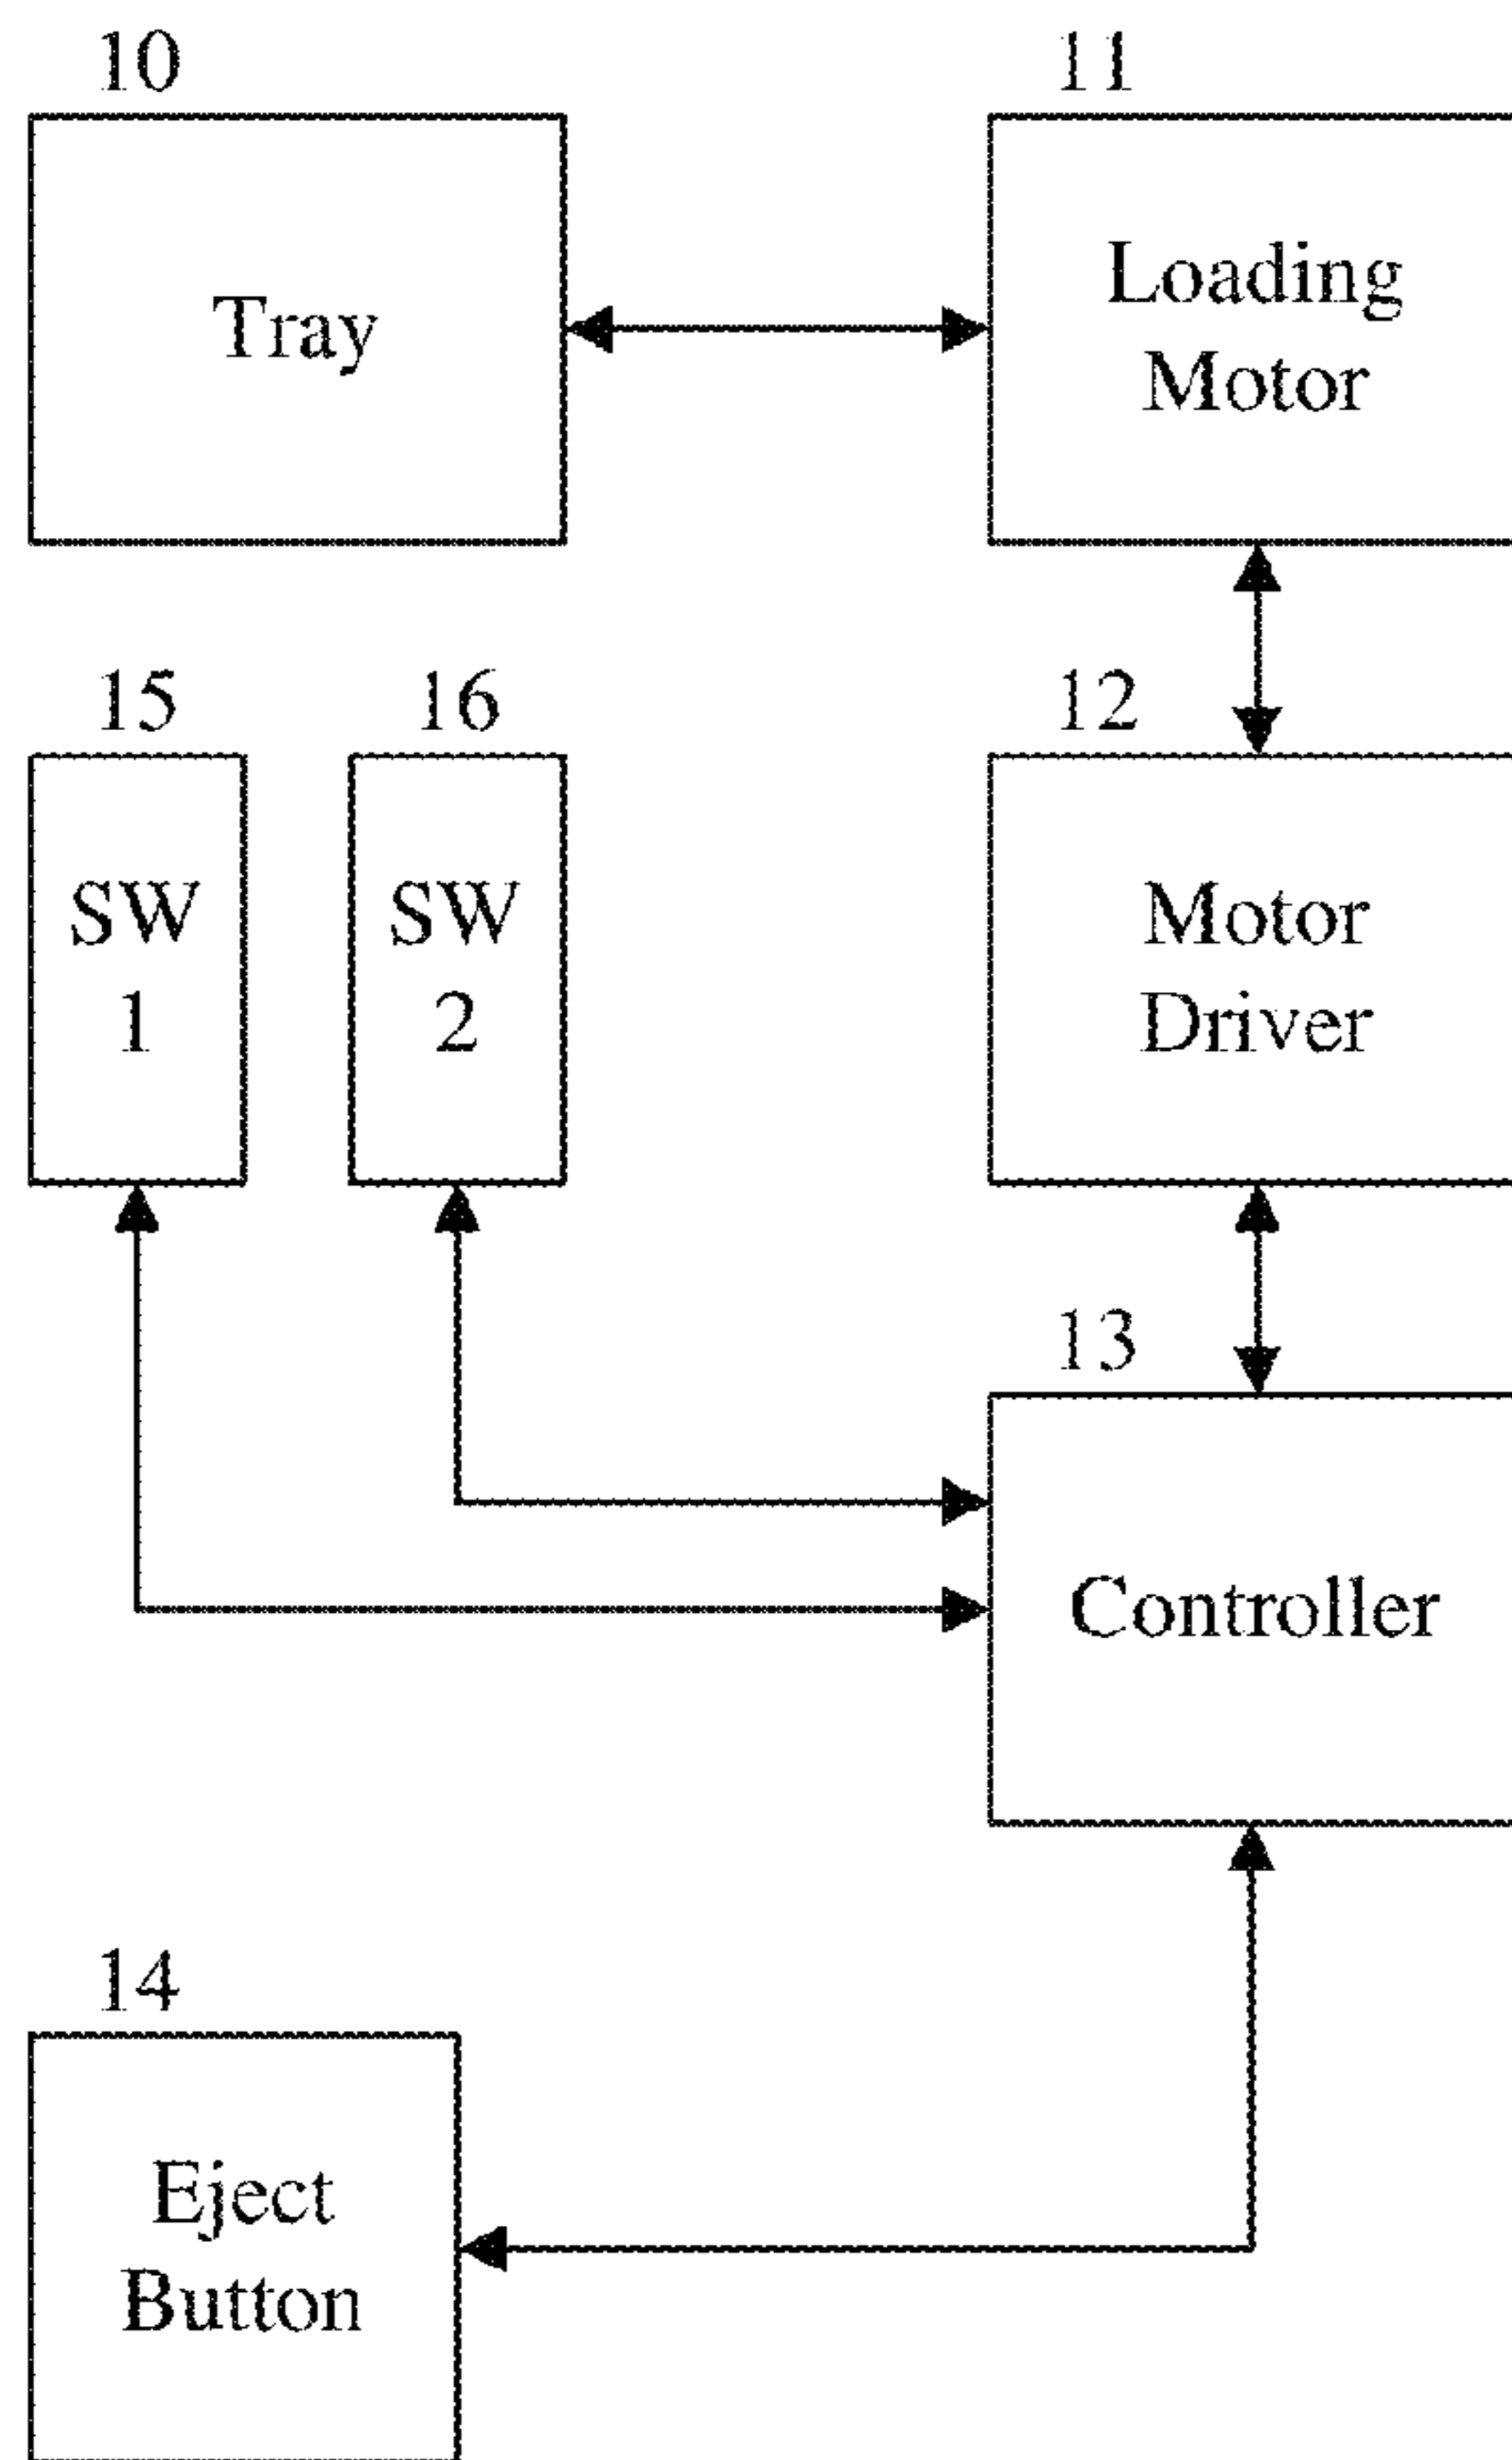 10
11
Tray
Loading
Motor
15
16
12
SW
1
SW
2
Motor
Driver
13
Controller
14
Eject
Button